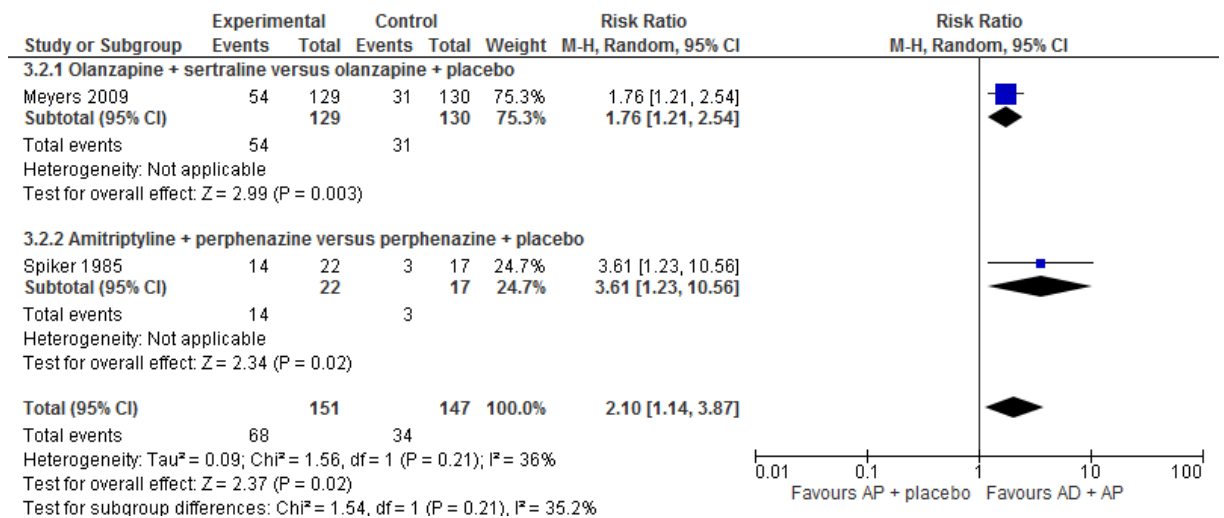 Experimental Control Risk Ratio Risk Ratio
Study or Subgroup Events Total Events Total Weight M-H, Random, 95% CI M-H, Random, 95% CI
3.2.1 Olanzapine + sertraline versus olanzapine + placebo
Meyers 2009 54 129 31 130 75.3% 1.76 [1.21, 2.54]
Subtotal (95% CI) 129 130 75.3% 1.76 [1.21, 2.54]
Total events 54 31
Heterogeneity: Not applicable
Test for overall effect: Z = 2.99 (P = 0.003)
3.2.2 Amitriptyline + perphenazine versus perphenazine + placebo
Spiker 1985 14 22 3 17 24.7% 3.61 [1.23, 10.56]
Subtotal (95% CI) 22 17 24.7% 3.61 [1.23, 10.56]
Total events 14 3
Heterogeneity: Not applicable
Test for overall effect: Z = 2.34 (P = 0.02)
Total (95% CI) 151 147 100.0% 2.10 [1.14, 3.87]
Total events 68 34
Heterogeneity: Tau² = 0.09; Chi² = 1.56, df = 1 (P = 0.21); I² = 36%
Test for overall effect: Z = 2.37 (P = 0.02)
Test for subgroup differences: Chi² = 1.54, df = 1 (P = 0.21), I² = 35.2%
0.01 0.1 1 10 100
Favours AP + placebo Favours AD + AP